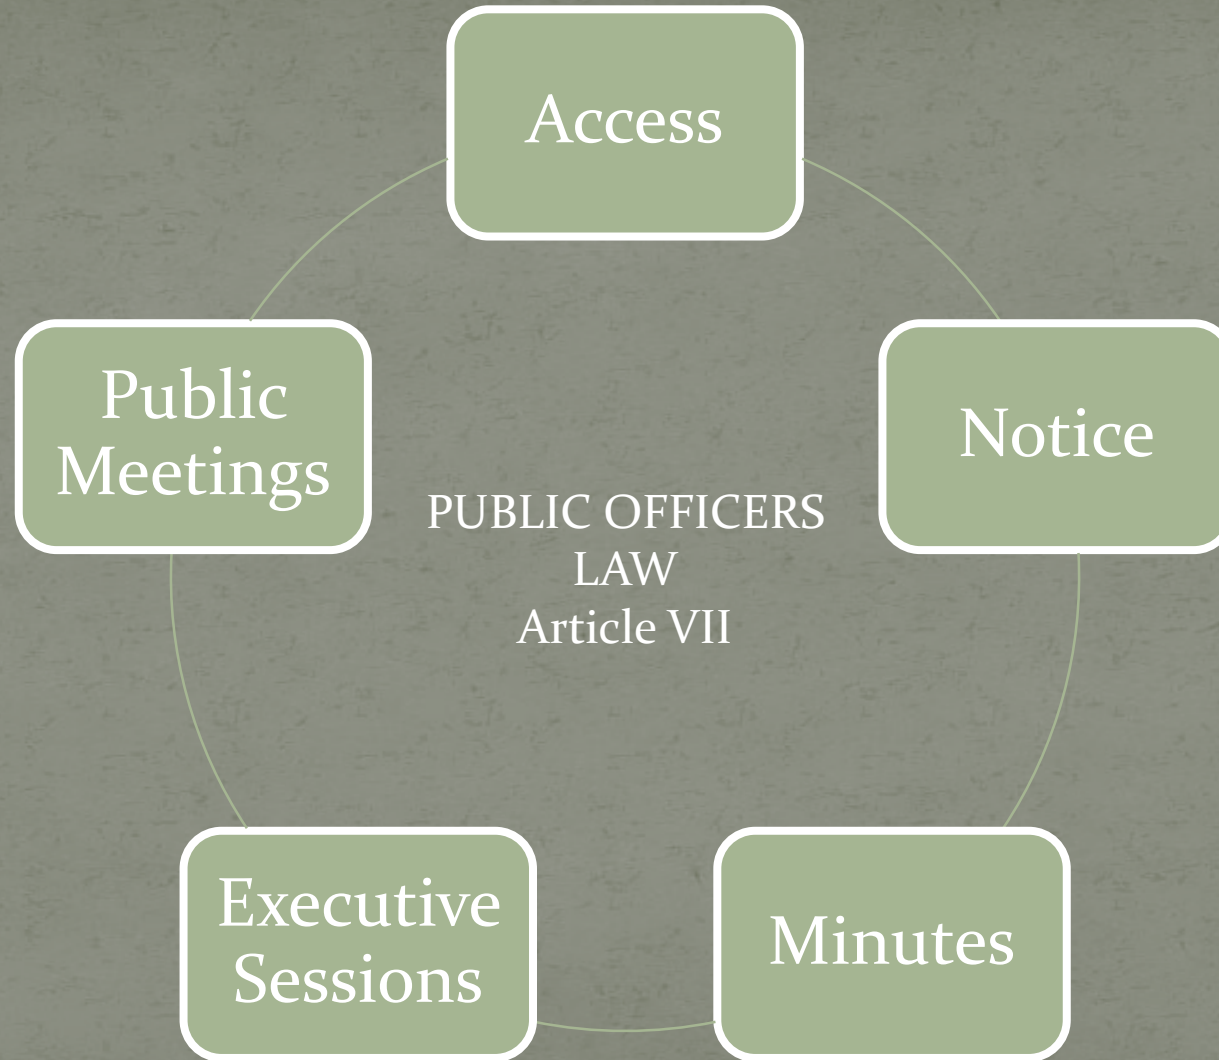 Access
Public
Meetings
Notice
PUBLIC OFFICERS
LAW
Article VII
Executive
Sessions
Minutes